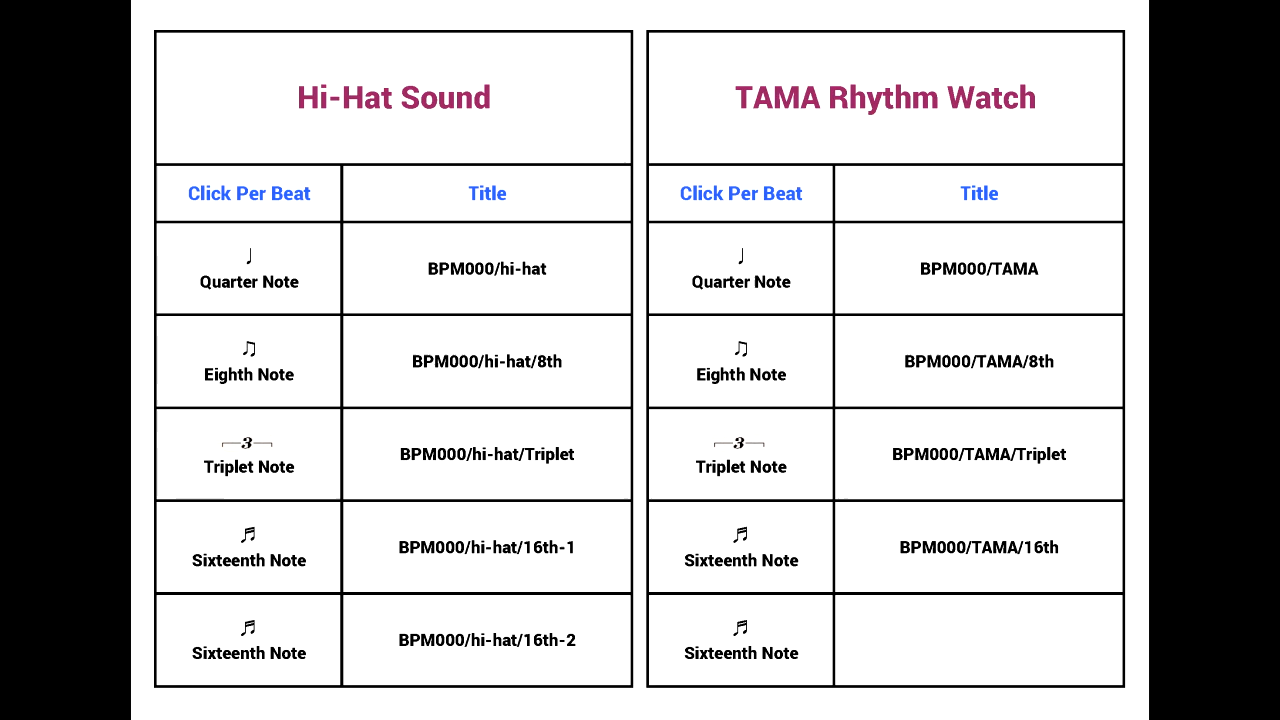 Hi-Hat Sound
Click Per Beat Title
♩
Quarter Note
BPM000/hi-hat
♫
Eighth Note
BPM000/hi-hat/8th
3
Triplet Note
BPM000/hi-hat/Triplet
♬
Sixteenth Note
BPM000/hi-hat/16th-1
♬
Sixteenth Note
BPM000/hi-hat/16th-2
TAMA Rhythm Watch
Click Per Beat Title
♩
Quarter Note
BPM000/TAMA
♫
Eighth Note
BPM000/TAMA/8th
3
Triplet Note
BPM000/TAMA/Triplet
♬
Sixteenth Note
BPM000/TAMA/16th
♬
Sixteenth Note